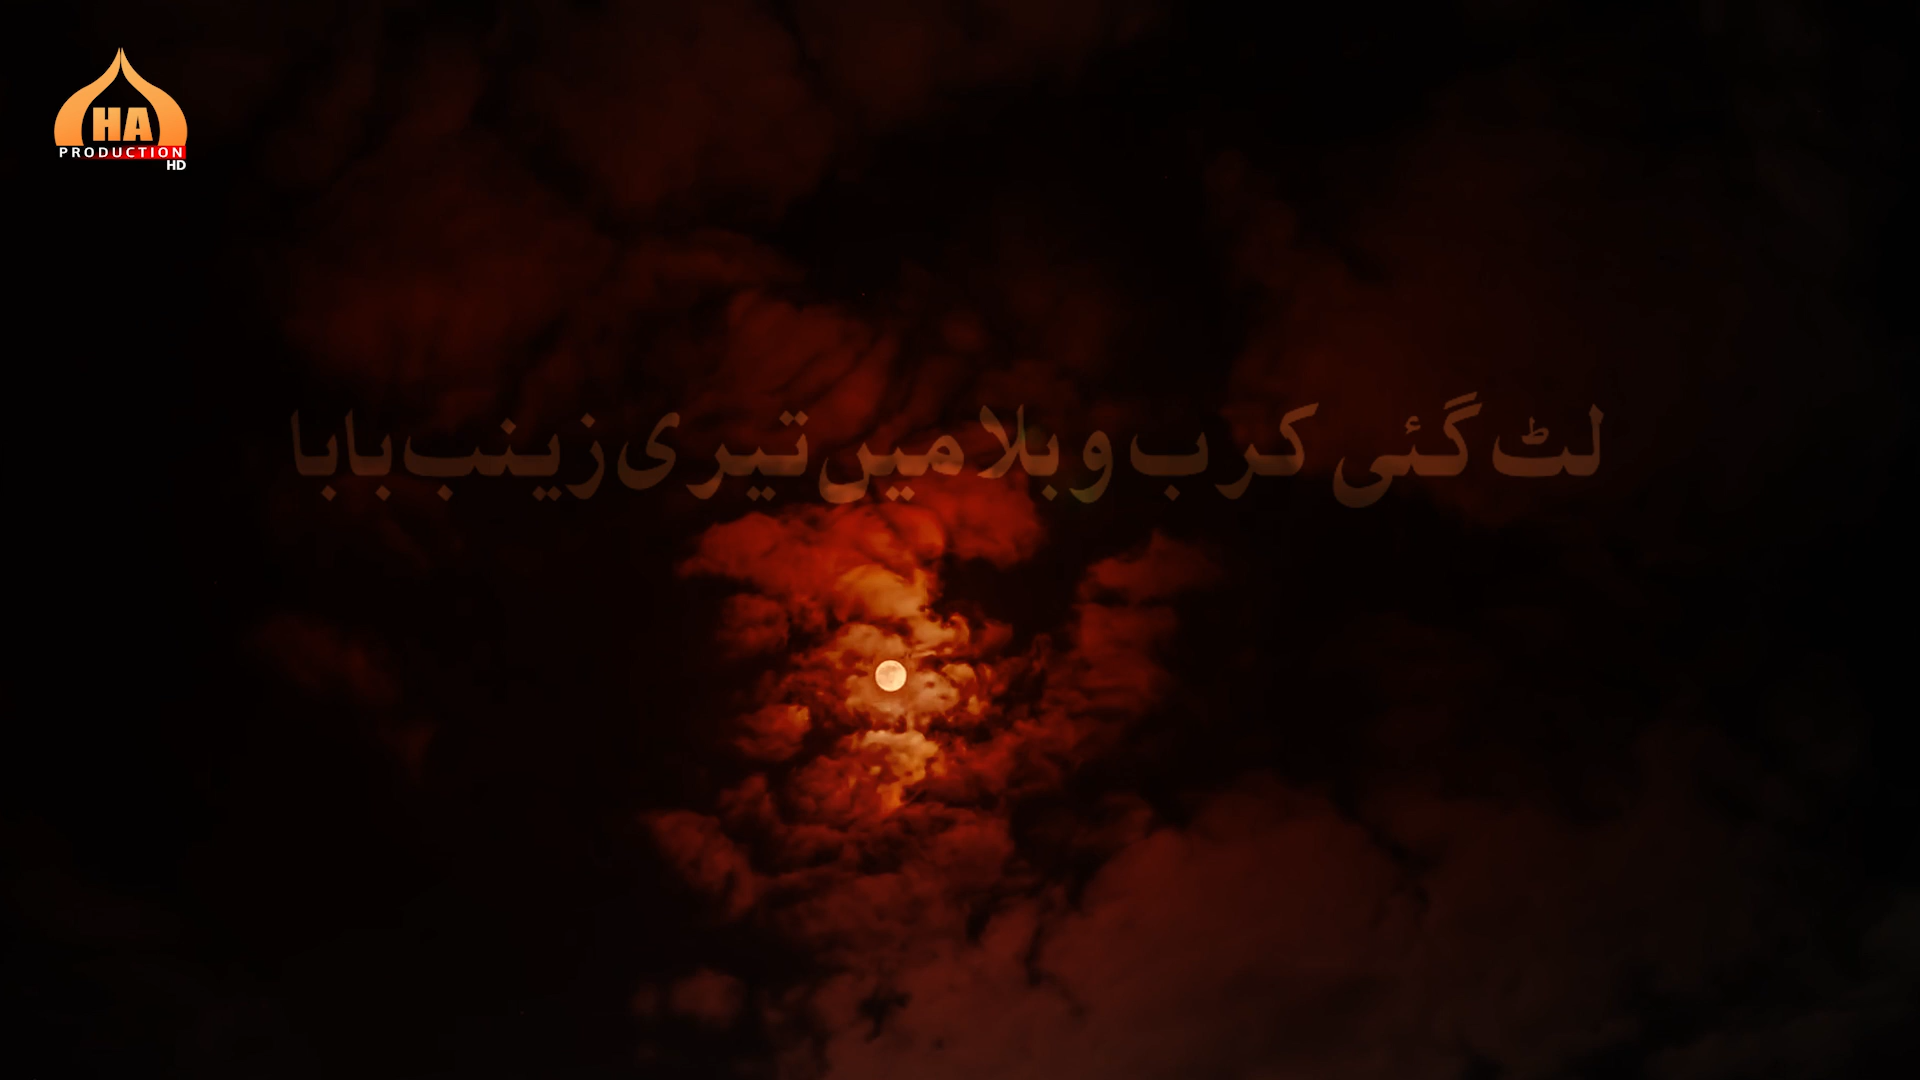 HA
PRODUCTION
HD
لٹ گئی کرب و بلا میں تیری زینب بابا